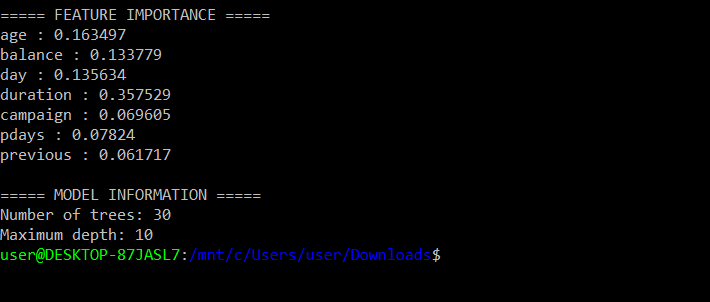 ===== FEATURE IMPORTANCE =====
age : 0.163497
balance : 0.133779
day : 0.135634
duration : 0.357529
campaign : 0.069605
pdays : 0.07824
previous : 0.061717
===== MODEL INFORMATION =====
Number of trees: 30
Maximum depth: 10
user@DESKTOP-87JASL7:/mnt/c/Users/user/Downloads$